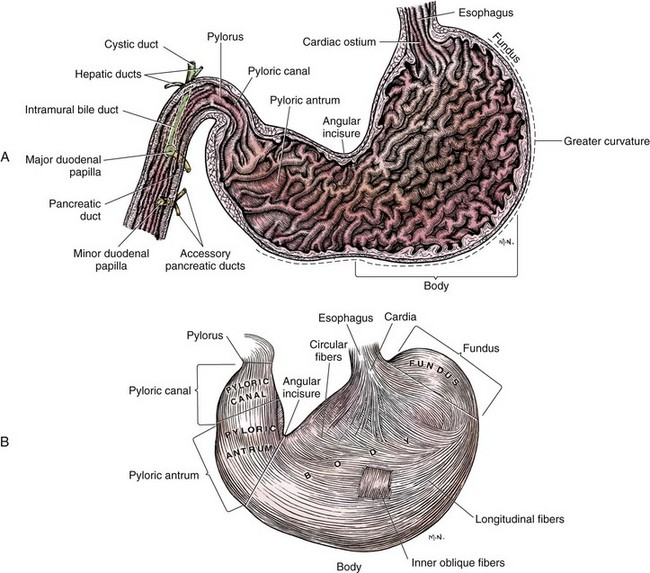 A
Esophagus
Cystic duct
Pylorus
Cardiac ostium
Fundus
Hepatic ducts
Pyloric canal
Intramural bile duct
Pyloric antrum
Angular
incisure
Greater curvature
Major duodenal
papilla
Pancreatic
duct
Minor duodenal
papilla
Accessory
pancreatic ducts
M.N.
Body
B
Esophagus
Cardia
Pylorus
Circular
fibers
Fundus
FUNDUS
Pyloric canal
PYLORIC
CANAL
Angular
incisure
PYLORIC
ANTRUM
BODY
Pyloric antrum
Longitudinal fibers
M.N.
Inner oblique fibers
Body